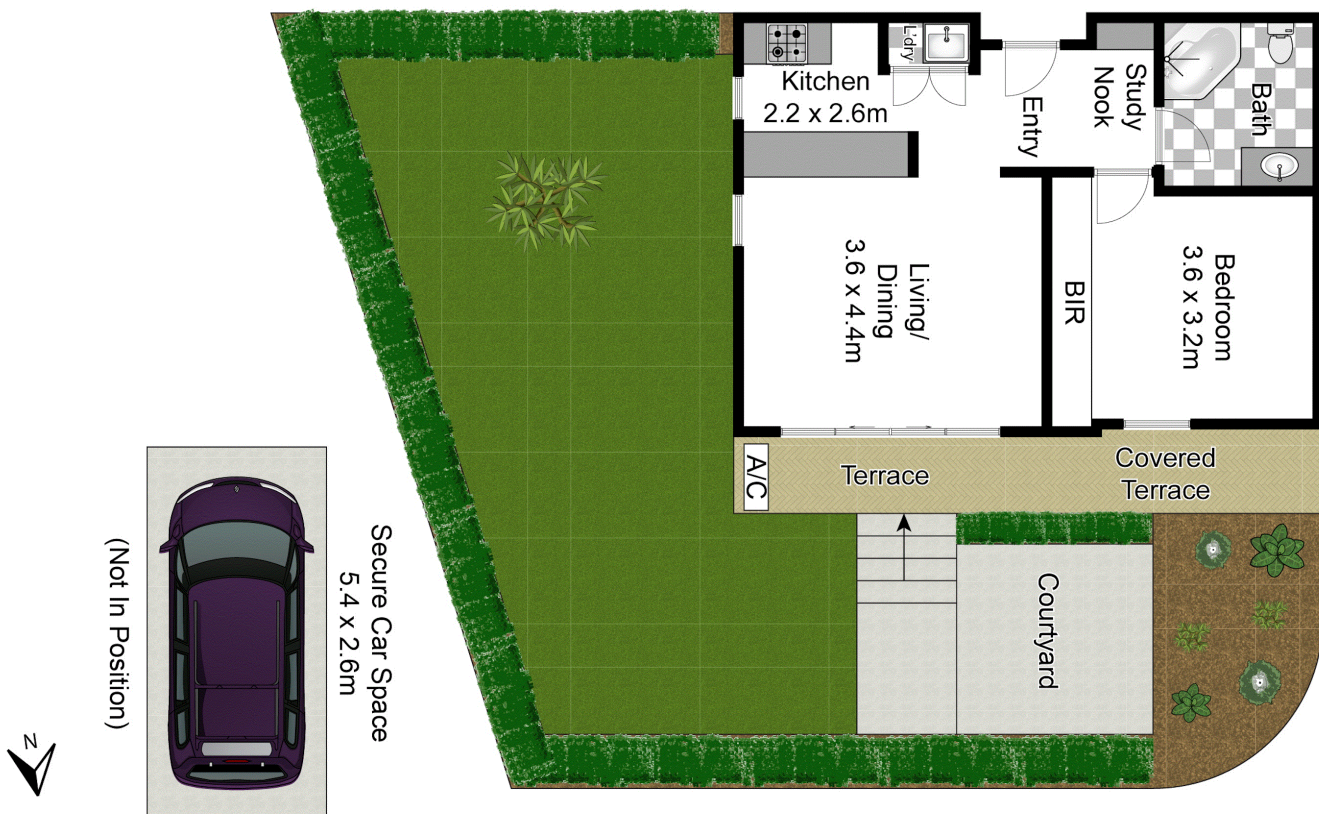 L'dry
Kitchen
2.2 x 2.6m
Entry
Study
Nook
Bath
Living/
Dining
3.6 x 4.4m
BIR
Bedroom
3.6 x 3.2m
A/C
Terrace
Covered
Terrace
Courtyard
Secure Car Space
5.4 x 2.6m
(Not In Position)
N